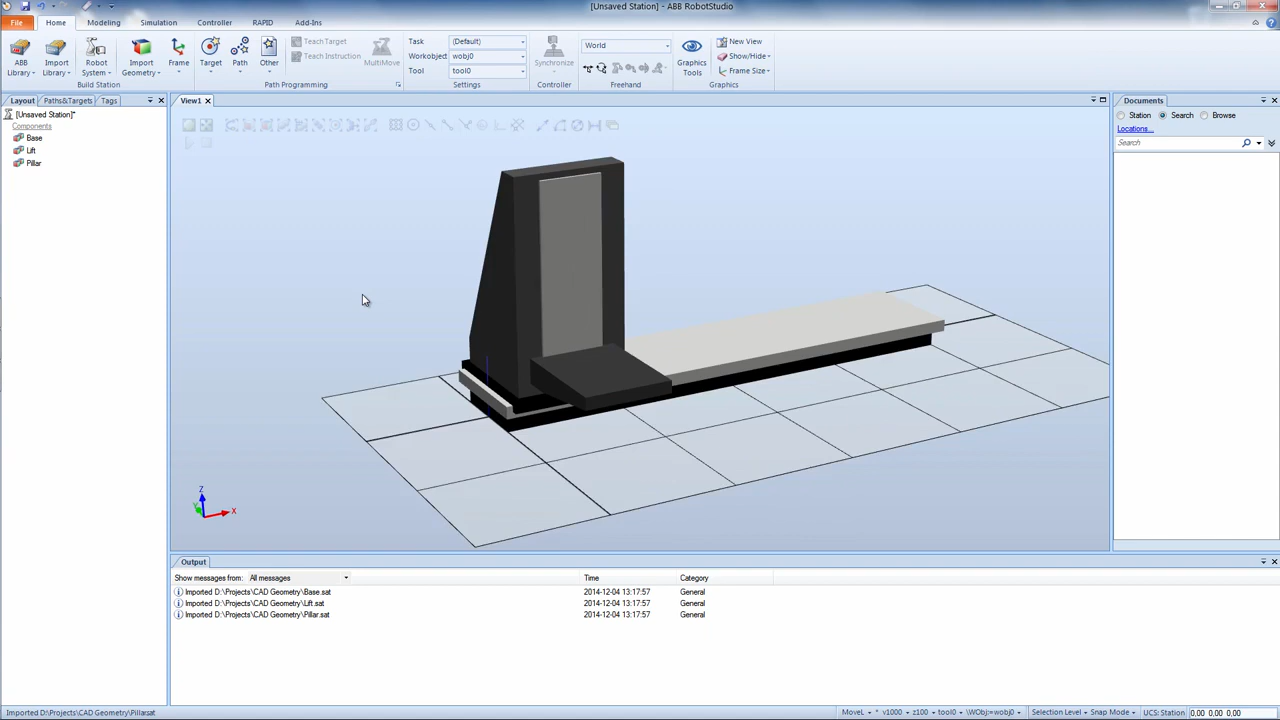 [Unsaved Station] - ABB RobotStudio
File Home Modeling Simulation Controller RAPID Add-Ins
ABB Library
Import Library
Robot System
Import Geometry
Frame
Build Station
Target
Path
Other
Teach Target
Teach Instruction
MultiMove
Path Programming
Task (Default)
Workobject wobj0
Tool tool0
Settings
Synchronize
Controller
World
Freehand
Graphics Tools
New View
Show/Hide
Frame Size
Graphics
Layout Paths&Targets Tags
[Unsaved Station]*
Components
Base
Lift
Pillar
View1
Z
Y
X
Documents
Station Search Browse
Locations...
Search
Output
Show messages from: All messages Time Category
Imported D:\Projects\CAD Geometry\Base.sat 2014-12-04 13:17:57 General
Imported D:\Projects\CAD Geometry\Lift.sat 2014-12-04 13:17:57 General
Imported D:\Projects\CAD Geometry\Pillar.sat 2014-12-04 13:17:57 General
Imported D:\Projects\CAD Geometry\Pillar.sat
MoveL * v1000 z100 tool0 \WObj:=wobj0 Selection Level Snap Mode UCS: Station 0,00 0,00 0,00